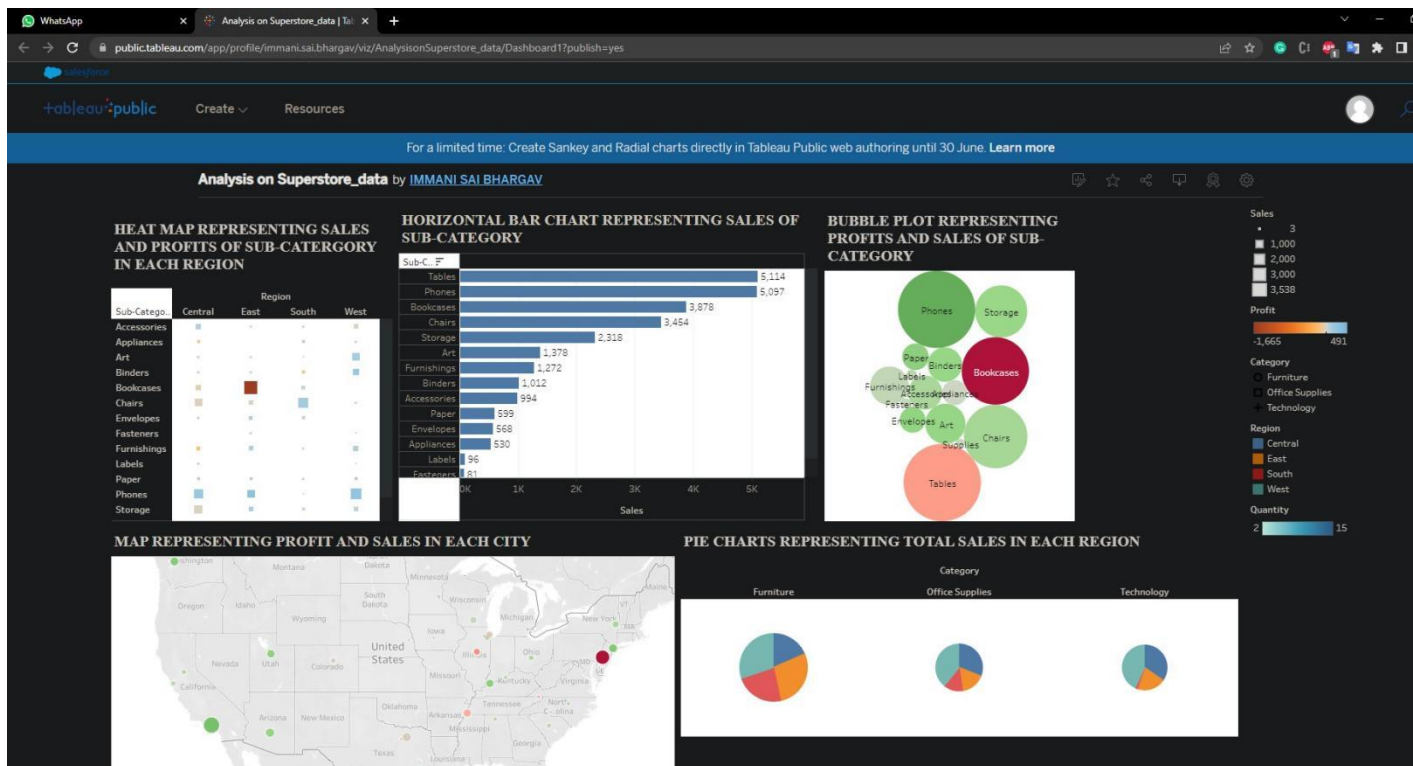 WhatsApp
Analysis on Superstore_data | Tab
public.tableau.com/app/profile/immani.sai.bhargav/viz/AnalysisonSuperstore_data/Dashboard1?publish=yes
salesforce
+ableau public
Create
Resources
For a limited time: Create Sankey and Radial charts directly in Tableau Public web authoring until 30 June. Learn more
Analysis on Superstore_data by IMMANI SAI BHARGAV
HEAT MAP REPRESENTING SALES
AND PROFITS OF SUB-CATERGORY
IN EACH REGION
Region
Sub-Catego.. Central East South West
Accessories
Appliances
Art
Binders
Bookcases
Chairs
Envelopes
Fasteners
Furnishings
Labels
Paper
Phones
Storage
HORIZONTAL BAR CHART REPRESENTING SALES OF
SUB-CATEGORY
Sub-C..
Tables 5,114
Phones 5,097
Bookcases 3,878
Chairs 3,454
Storage 2,318
Art 1,378
Furnishings 1,272
Binders 1,012
Accessories 994
Paper 599
Envelopes 568
Appliances 530
Labels 96
Fasteners 81
0K 1K 2K 3K 4K 5K
Sales
BUBBLE PLOT REPRESENTING
PROFITS AND SALES OF SUB-
CATEGORY
Phones
Storage
Paper
Binders
Bookcases
Labels
Furnishings
Accessories
Appliances
Fasteners
Envelopes
Art
Supplies
Chairs
Tables
Sales
3
1,000
2,000
3,000
3,538
Profit
-1,665 491
Category
Furniture
Office Supplies
Technology
Region
Central
East
South
West
Quantity
2 15
MAP REPRESENTING PROFIT AND SALES IN EACH CITY
Washington
Montana
Dakota
Minnesota
Maine
Oregon
Idaho
South
Dakota
Wisconsin
VT
Wyoming
Michigan
New York
MA
Iowa
Nevada
Utah
Colorado
United
States
Illinois
Ohio
MD
DE
California
Missouri
Kentucky
Virginia
Arizona
New Mexico
Oklahoma
Arkansas
Tennessee
North
Mississippi
Georgia
Texas
Louisiana
PIE CHARTS REPRESENTING TOTAL SALES IN EACH REGION
Category
Furniture
Office Supplies
Technology